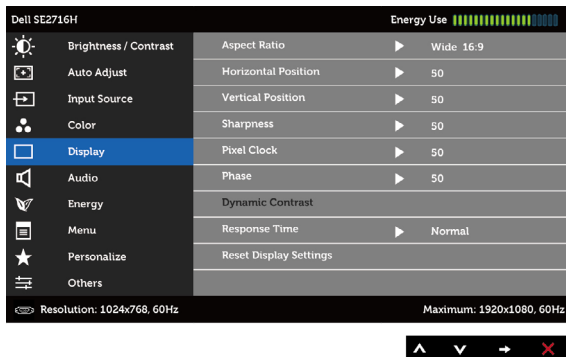 Dell SE2716H Energy Use
Brightness / Contrast Aspect Ratio Wide 16:9
Auto Adjust Horizontal Position 50
Input Source Vertical Position 50
Color Sharpness 50
Display Pixel Clock 50
Audio Phase 50
Energy Dynamic Contrast
Menu Response Time Normal
Personalize Reset Display Settings
Others
Resolution: 1024x768, 60Hz Maximum: 1920x1080, 60Hz